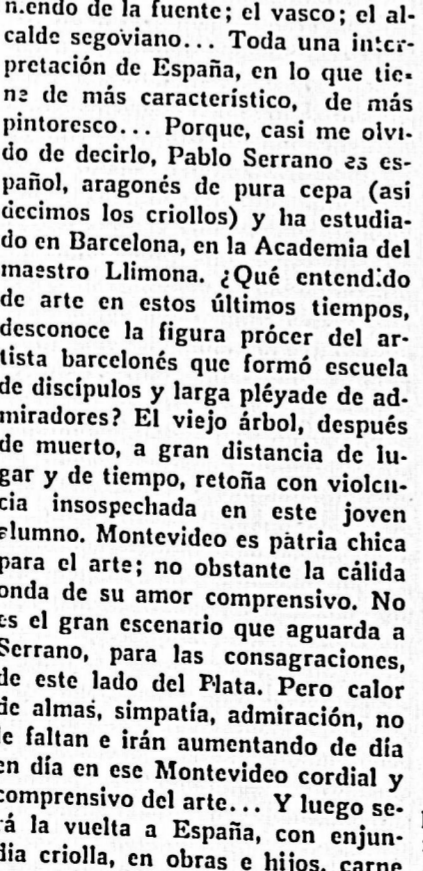 n.endo de la fuente; el vasco; el al-
calde segoviano... Toda una inter-
pretación de España, en lo que tie-
ne de más característico, de más
pintoresco... Porque, casi me olvi-
do de decirlo, Pablo Serrano es es-
pañol, aragonés de pura cepa (así
decimos los criollos) y ha estudia-
do en Barcelona, en la Academia del
maestro Llimona. ¿Qué entendido
de arte en estos últimos tiempos,
desconoce la figura prócer del ar-
tista barcelonés que formó escuela
de discípulos y larga pléyade de ad-
miradores? El viejo árbol, después
de muerto, a gran distancia de lu-
gar y de tiempo, retoña con violen-
cia insospechada en este joven
alumno. Montevideo es patria chica
para el arte; no obstante la cálida
onda de su amor comprensivo. No
es el gran escenario que aguarda a
Serrano, para las consagraciones,
de este lado del Plata. Pero calor
de almas, simpatía, admiración, no
le faltan e irán aumentando de día
en día en ese Montevideo cordial y
comprensivo del arte... Y luego se-
rá la vuelta a España, con enjun-
dia criolla, en obras e hijos, carne